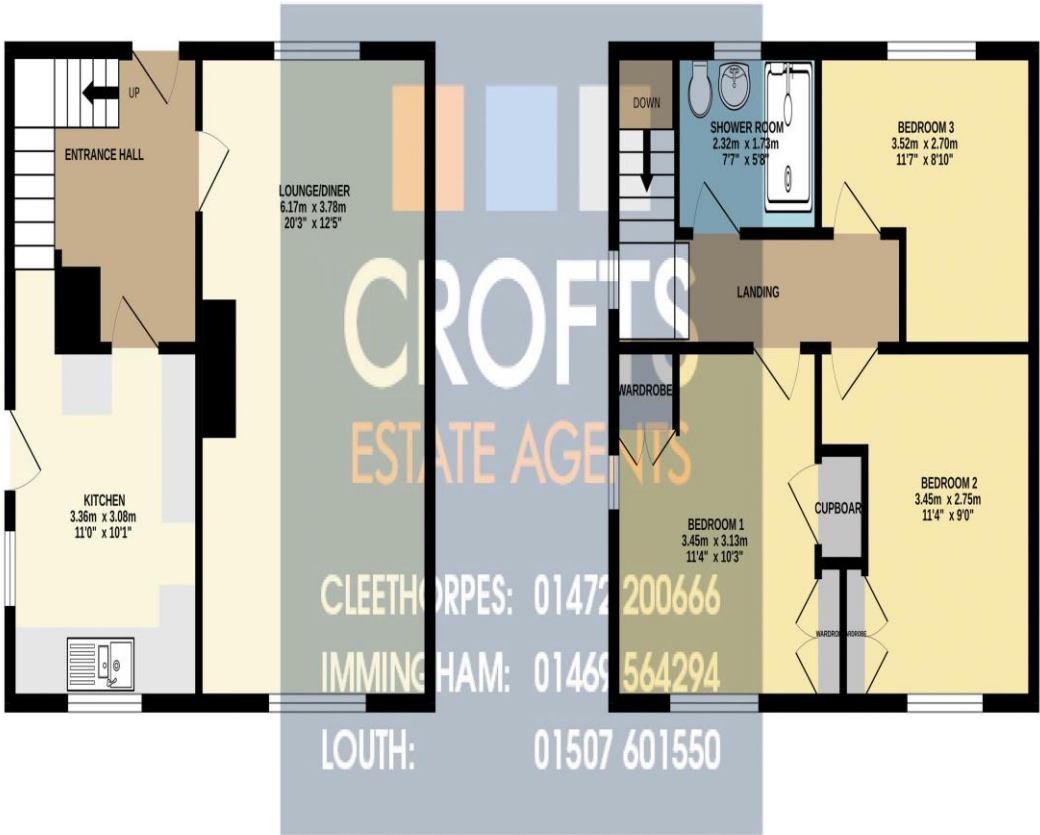 UP
ENTRANCE HALL
LOUNGE/DINER
6.17m x 3.78m
20'3" x 12'5"
KITCHEN
3.36m x 3.08m
11'0" x 10'1"
DOWN
SHOWER ROOM
2.32m x 1.73m
7'7" x 5'8"
BEDROOM 3
3.52m x 2.70m
11'7" x 8'10"
LANDING
WARDROBE
BEDROOM 1
3.45m x 3.13m
11'4" x 10'3"
CUPBOAR
BEDROOM 2
3.45m x 2.75m
11'4" x 9'0"
CROFTS
ESTATE AGENTS
CLEETHORPES: 01472 200666
IMMINGHAM: 01469 564294
LOUTH: 01507 601550